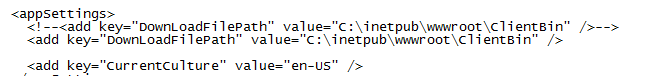 <appSettings>
<!--<add key="DownLoadFilePath" value="C:\inetpub\wwwroot\ClientBin" />-->
<add key="DownLoadFilePath" value="C:\inetpub\wwwroot\ClientBin" />
<add key="CurrentCulture" value="en-US" />